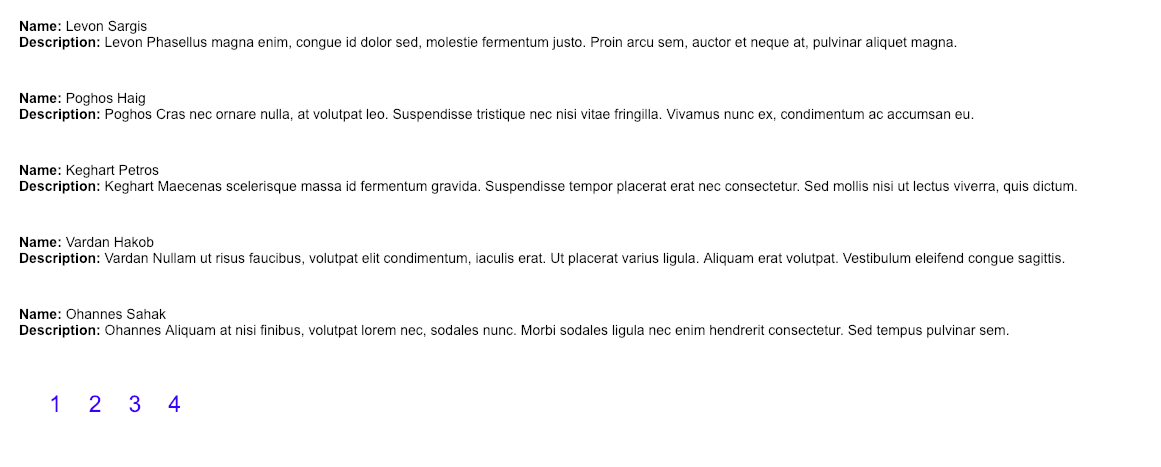 Name: Levon Sargis
Description: Levon Phasellus magna enim, congue id dolor sed, molestie fermentum justo. Proin arcu sem, auctor et neque at, pulvinar aliquet magna.
Name: Poghos Haig
Description: Poghos Cras nec ornare nulla, at volutpat leo. Suspendisse tristique nec nisi vitae fringilla. Vivamus nunc ex, condimentum ac accumsan eu.
Name: Keghart Petros
Description: Keghart Maecenas scelerisque massa id fermentum gravida. Suspendisse tempor placerat erat nec consectetur. Sed mollis nisi ut lectus viverra, quis dictum.
Name: Vardan Hakob
Description: Vardan Nullam ut risus faucibus, volutpat elit condimentum, iaculis erat. Ut placerat varius ligula. Aliquam erat volutpat. Vestibulum eleifend congue sagittis.
Name: Ohannes Sahak
Description: Ohannes Aliquam at nisi finibus, volutpat lorem nec, sodales nunc. Morbi sodales ligula nec enim hendrerit consectetur. Sed tempus pulvinar sem.
1 2 3 4